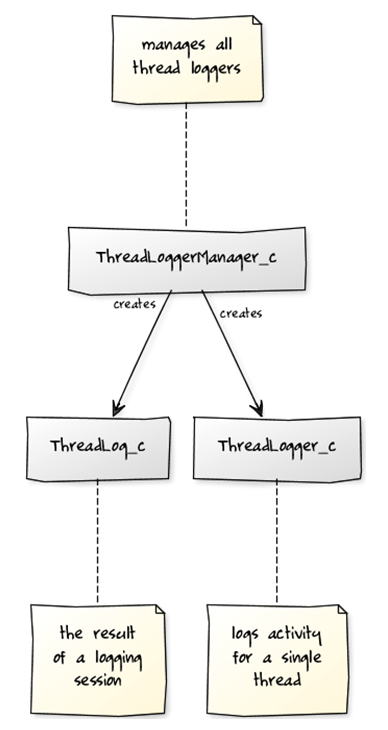 manages all
thread loggers
ThreadLoggerManager_c
creates
creates
ThreadLog_c
ThreadLogger_c
the result
of a logging
session
logs activity
for a single
thread